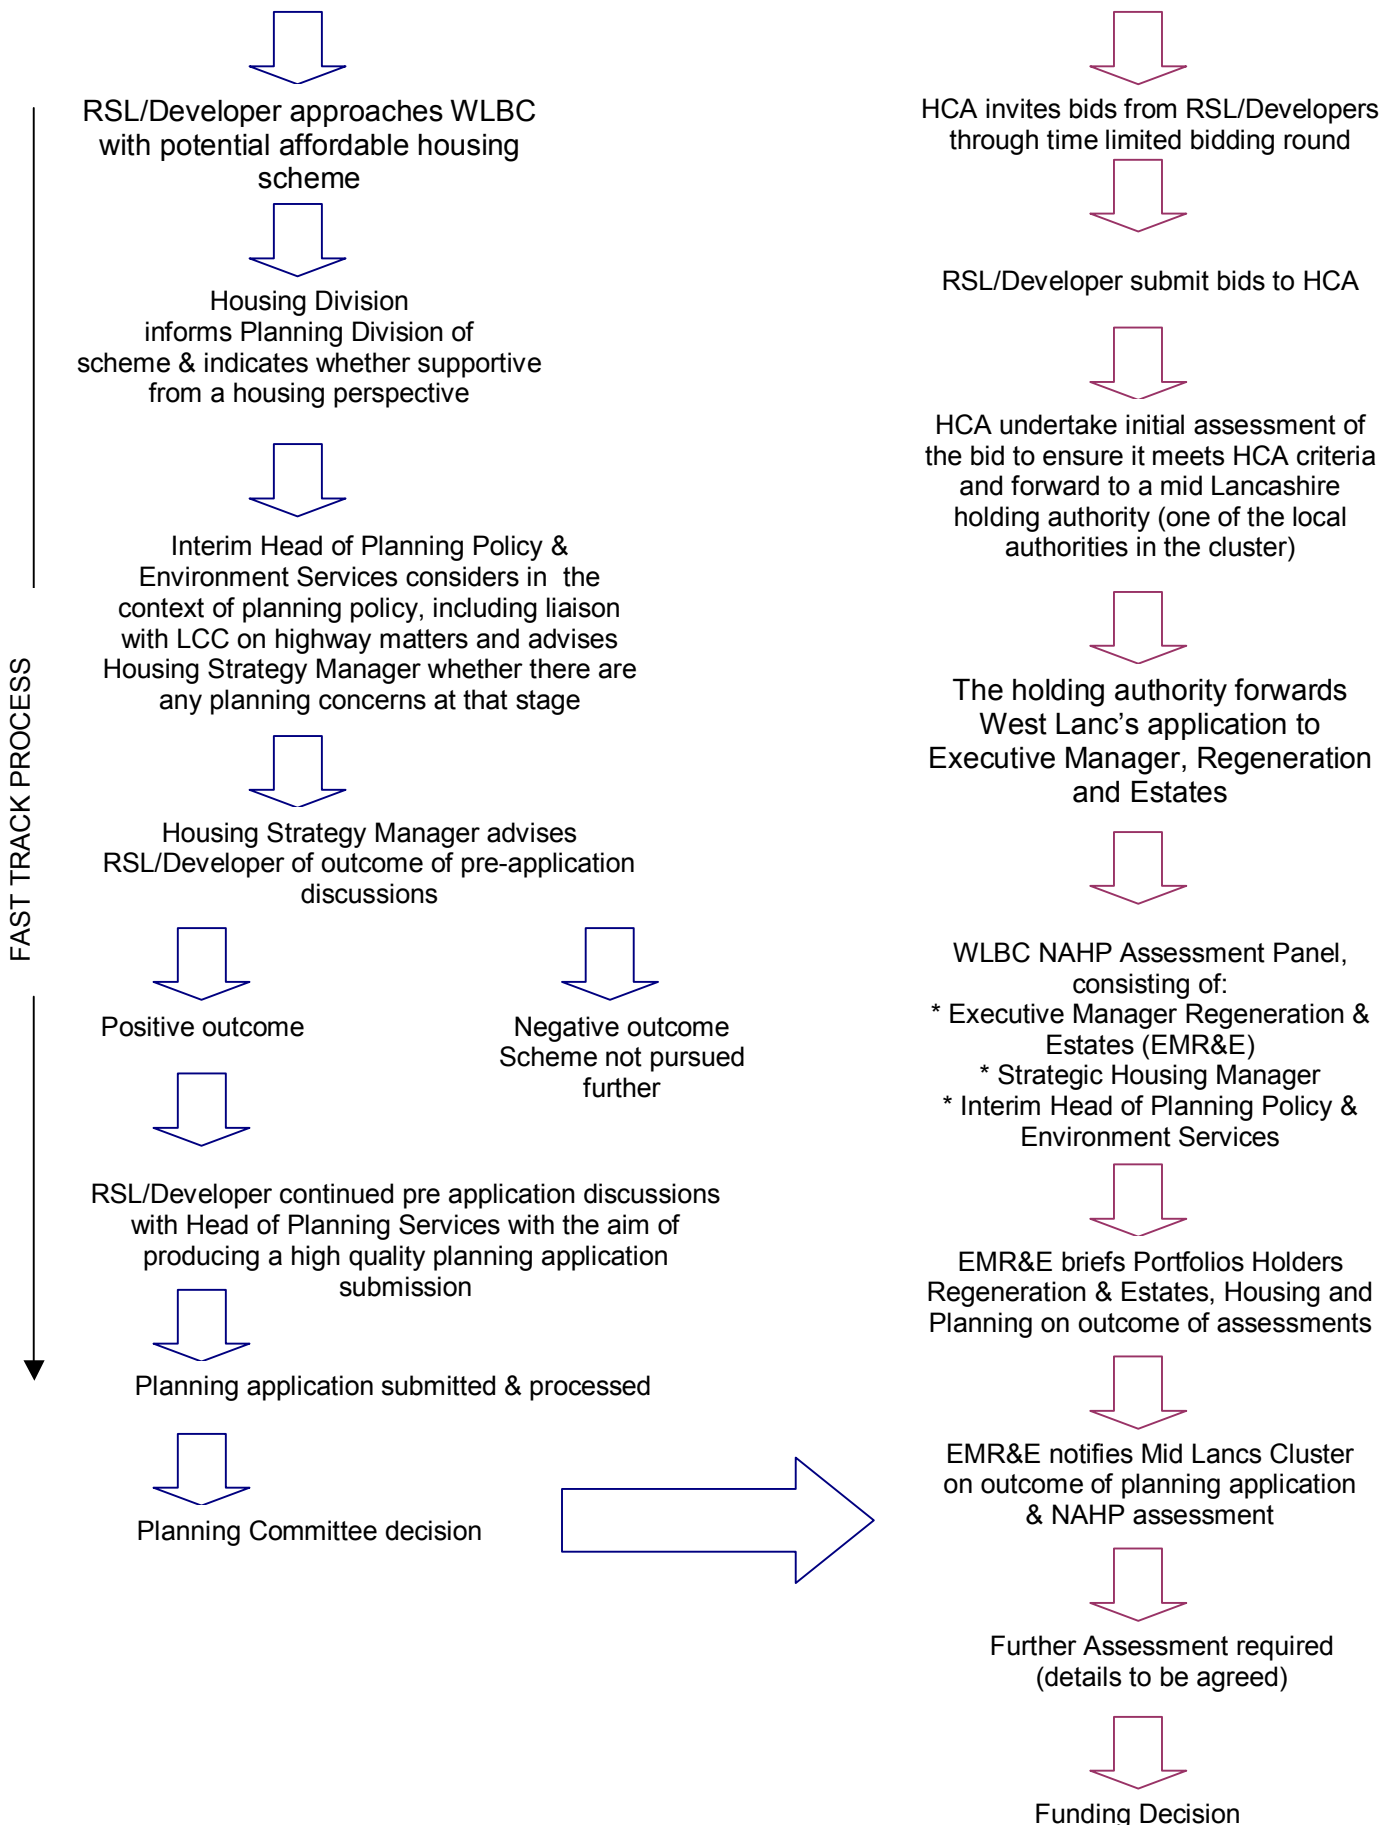 RSL/Developer approaches WLBC
with potential affordable housing
scheme
Housing Division
informs Planning Division of
scheme & indicates whether supportive
from a housing perspective
Interim Head of Planning Policy &
Environment Services considers in the
context of planning policy, including liaison
with LCC on highway matters and advises
Housing Strategy Manager whether there are
any planning concerns at that stage
FAST TRACK PROCESS
Housing Strategy Manager advises
RSL/Developer of outcome of pre-application
discussions
Positive outcome
Negative outcome
Scheme not pursued
further
RSL/Developer continued pre application discussions
with Head of Planning Services with the aim of
producing a high quality planning application
submission
Planning application submitted & processed
Planning Committee decision
HCA invites bids from RSL/Developers
through time limited bidding round
RSL/Developer submit bids to HCA
HCA undertake initial assessment of
the bid to ensure it meets HCA criteria
and forward to a mid Lancashire
holding authority (one of the local
authorities in the cluster)
The holding authority forwards
West Lanc's application to
Executive Manager, Regeneration
and Estates
WLBC NAHP Assessment Panel,
consisting of:
* Executive Manager Regeneration &
Estates (EMR&E)
* Strategic Housing Manager
* Interim Head of Planning Policy &
Environment Services
EMR&E briefs Portfolios Holders
Regeneration & Estates, Housing and
Planning on outcome of assessments
EMR&E notifies Mid Lancs Cluster
on outcome of planning application
& NAHP assessment
Further Assessment required
(details to be agreed)
Funding Decision